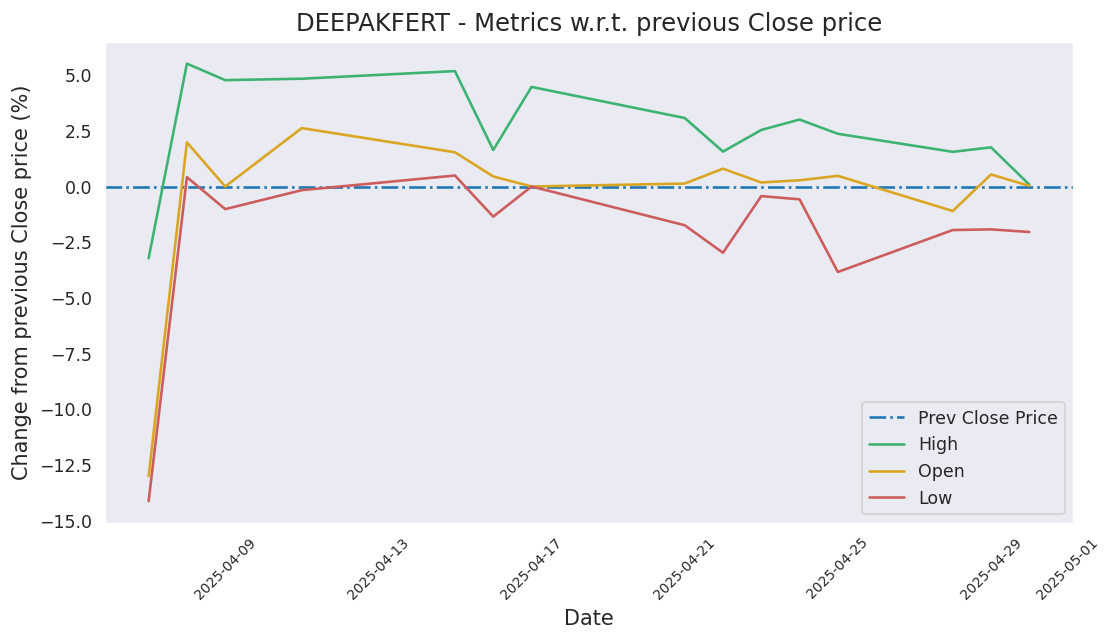 DEEPAKFERT - Metrics w.r.t. previous Close price
Change from previous Close price (%)
5.0
2.5
0.0
−2.5
−5.0
−7.5
−10.0
−12.5
−15.0
Prev Close Price
High
Open
Low
2025-04-09
2025-04-13
2025-04-17
2025-04-21
2025-04-25
2025-04-29
2025-05-01
Date